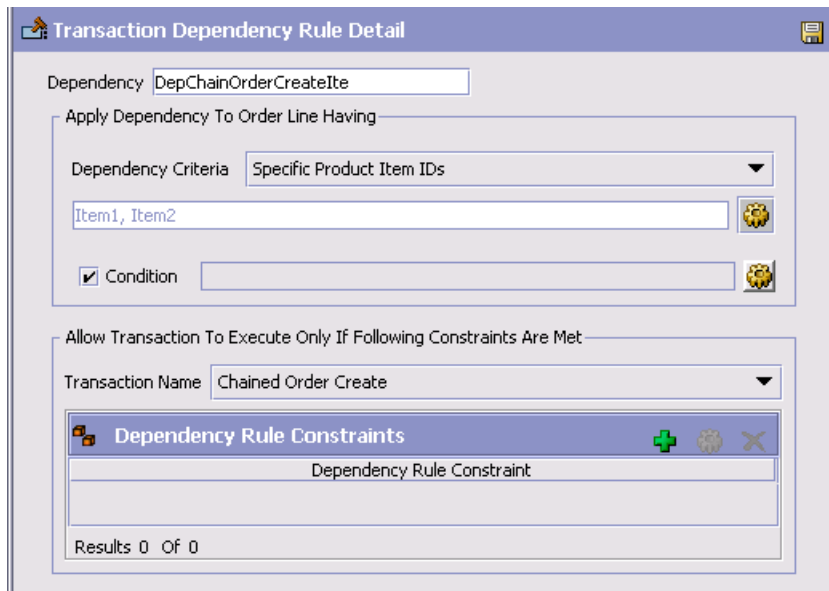 Transaction Dependency Rule Detail
Dependency DepChainOrderCreateIte
Apply Dependency To Order Line Having
Dependency Criteria Specific Product Item IDs
Item1, Item2
Condition
Allow Transaction To Execute Only If Following Constraints Are Met
Transaction Name Chained Order Create
Dependency Rule Constraints
Dependency Rule Constraint
Results 0 Of 0